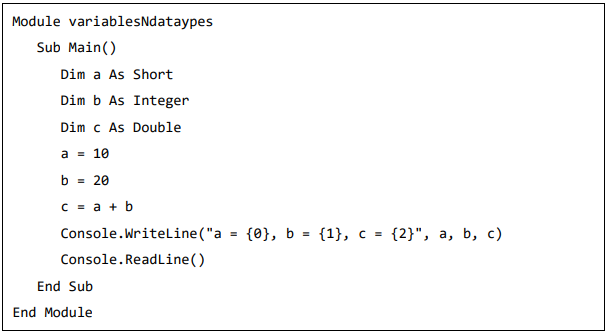 Module variablesNdataypes
Sub Main()
Dim a As Short
Dim b As Integer
Dim c As Double
a = 10
b = 20
c = a + b
Console.WriteLine("a = {0}, b = {1}, c = {2}", a, b, c)
Console.ReadLine()
End Sub
End Module